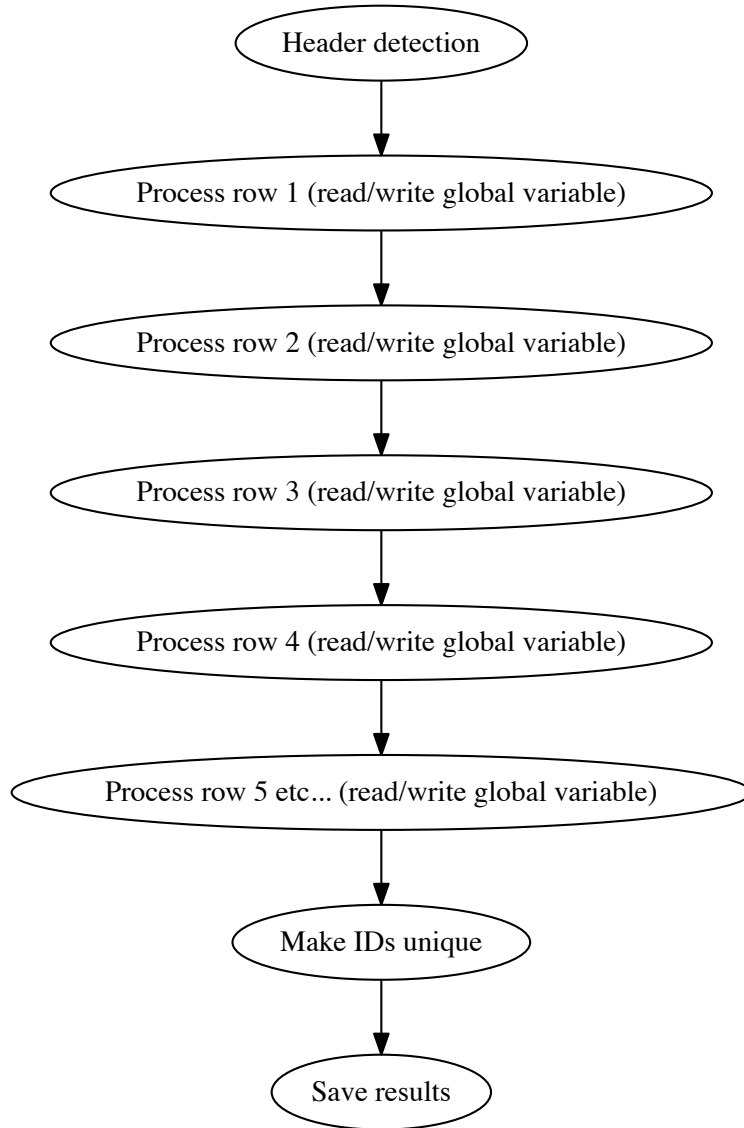 Header detection
Process row 1 (read/write global variable)
Process row 2 (read/write global variable)
Process row 3 (read/write global variable)
Process row 4 (read/write global variable)
Process row 5 etc... (read/write global variable)
Make IDs unique
Save results